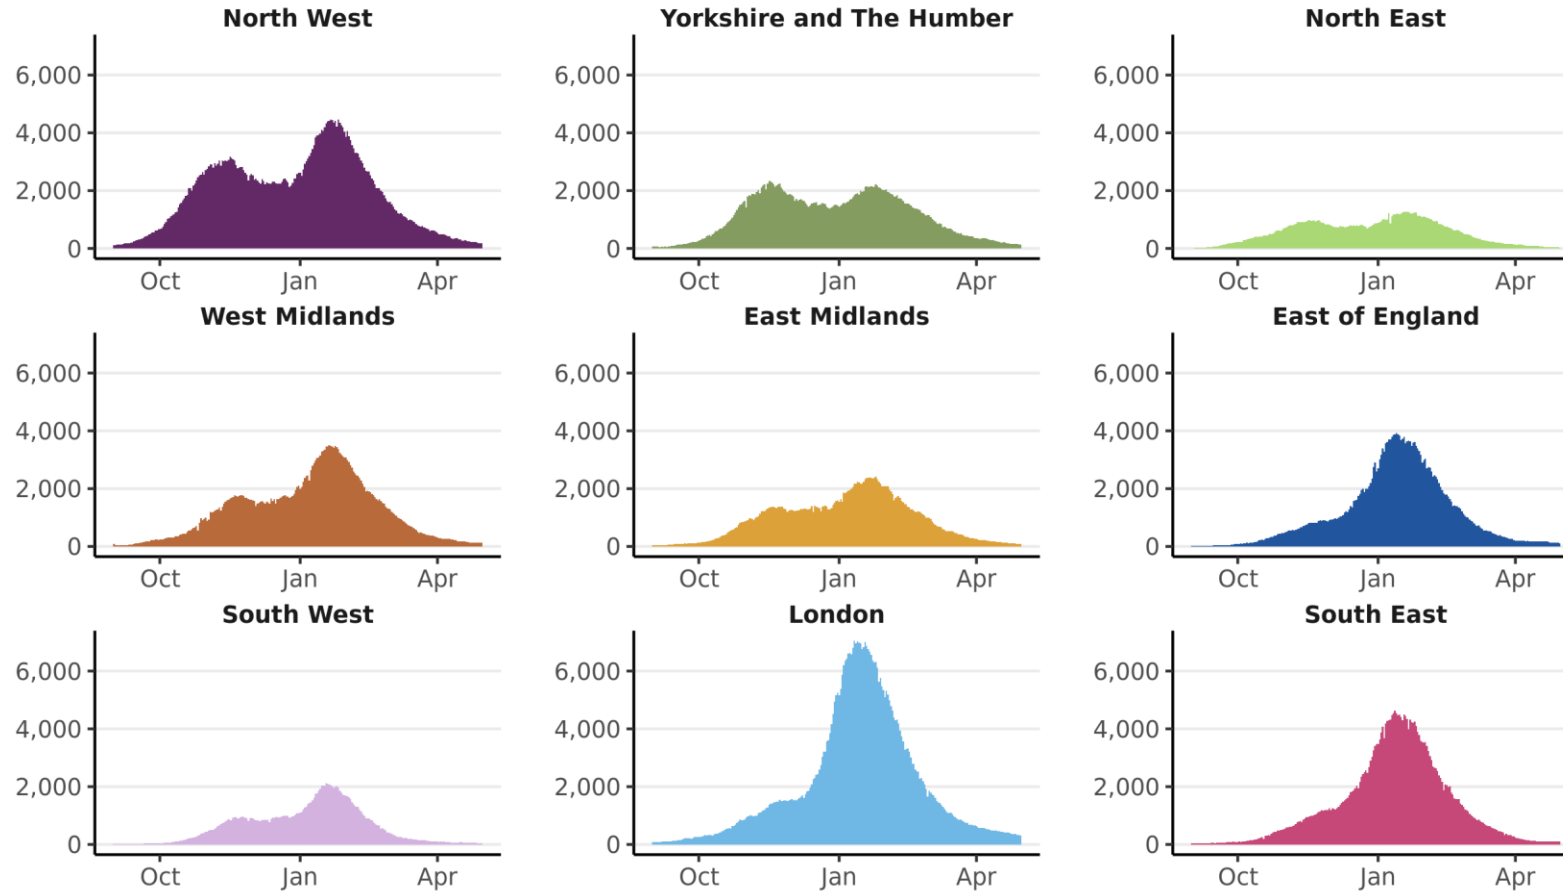 North West
Yorkshire and The Humber
North East
6,000
6,000
6,000
4,000
4,000
4,000
2,000
2,000
2,000
0
0
0
Oct Jan Apr
Oct Jan Apr
Oct Jan Apr
West Midlands
East Midlands
East of England
6,000
6,000
6,000
4,000
4,000
4,000
2,000
2,000
2,000
0
0
0
Oct Jan Apr
Oct Jan Apr
Oct Jan Apr
South West
London
South East
6,000
6,000
6,000
4,000
4,000
4,000
2,000
2,000
2,000
0
0
0
Oct Jan Apr
Oct Jan Apr
Oct Jan Apr